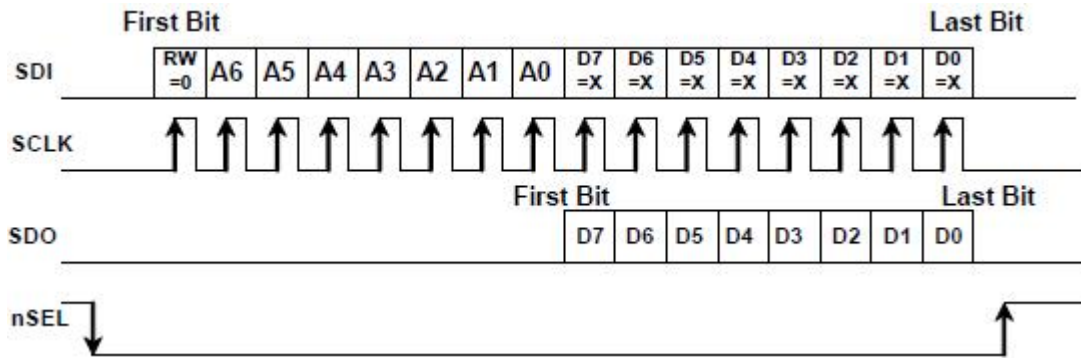 First Bit Last Bit
SDI RW =0 A6 A5 A4 A3 A2 A1 A0 D7 =X D6 =X D5 =X D4 =X D3 =X D2 =X D1 =X D0 =X
SCLK
First Bit Last Bit
SDO D7 D6 D5 D4 D3 D2 D1 D0
nSEL